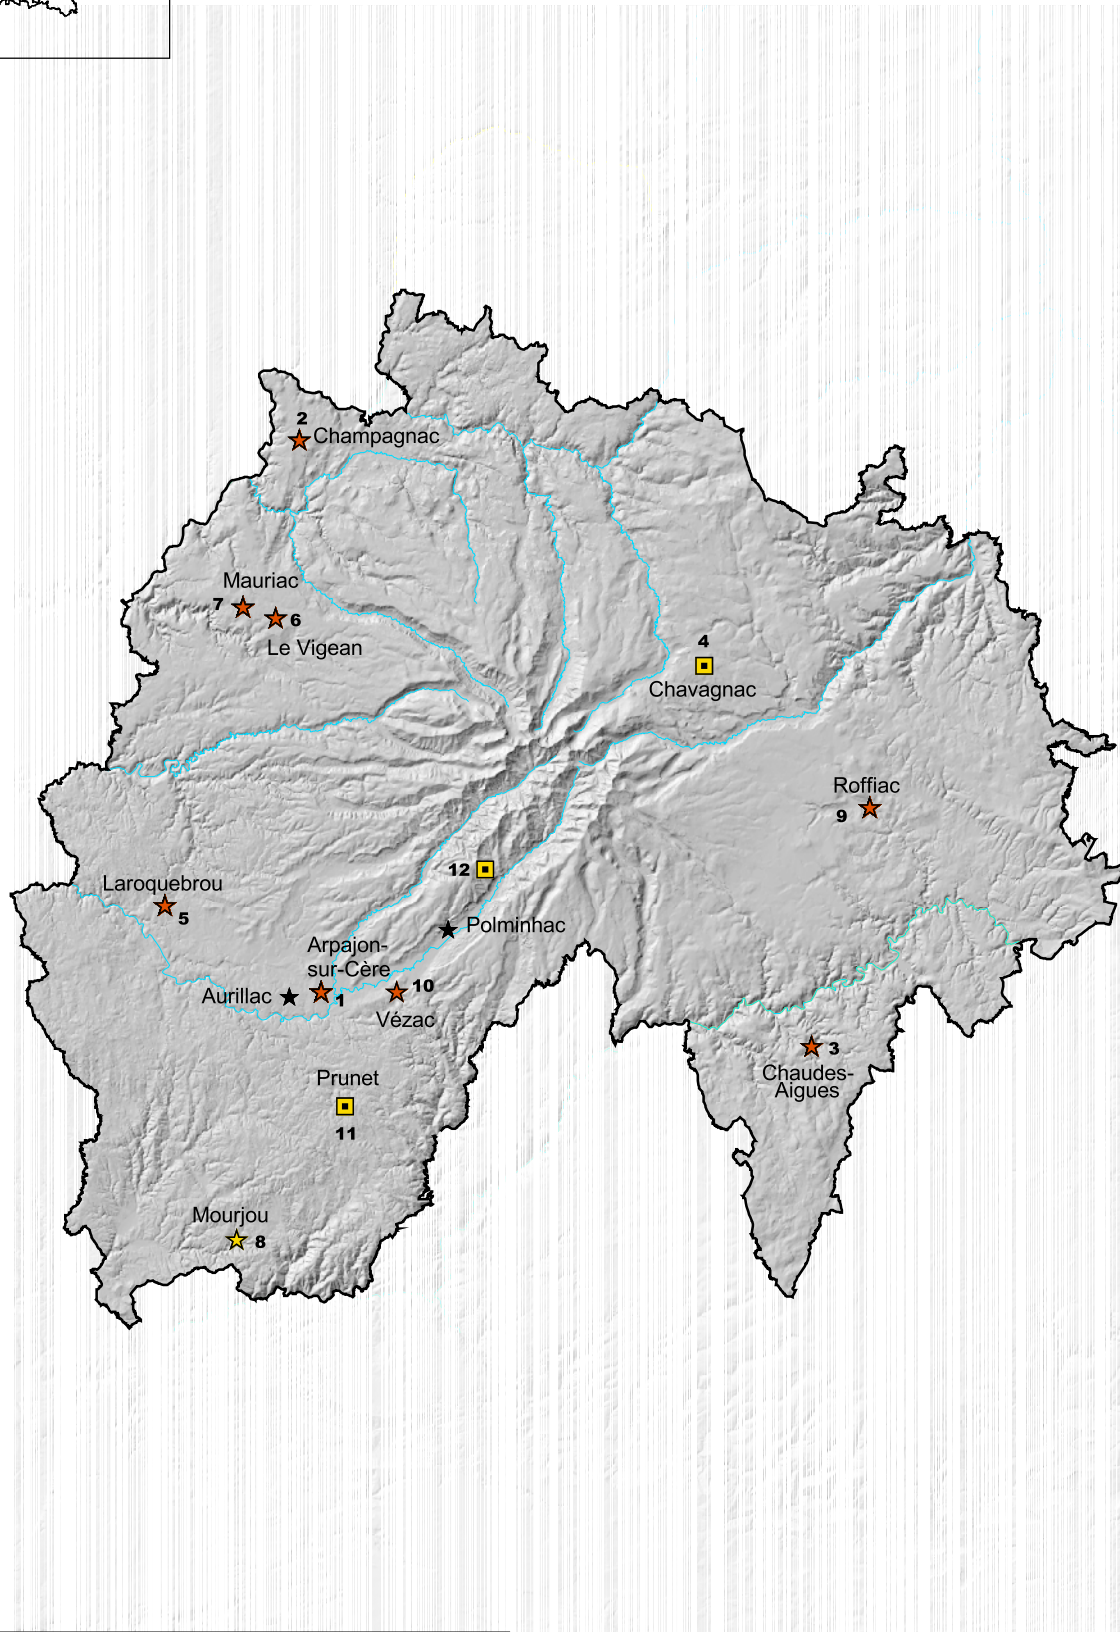 2
Champagnac
Mauriac
7
6
Le Vigean
4
Chavagnac
Roffiac
9
12
Laroquebrou
5
Polminhac
Arpajon-
sur-Cère
Aurillac
1
10
Vézac
3
Chaudes-
Aigues
Prunet
11
Mourjou
8